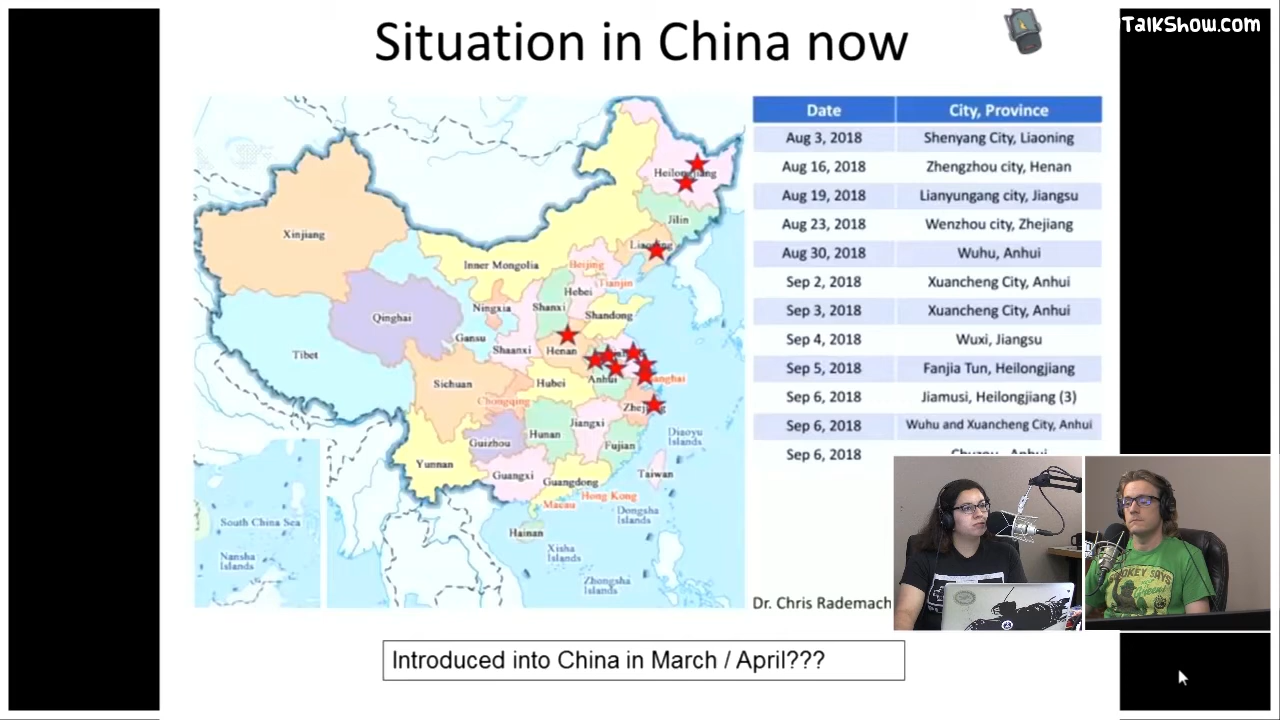 Situation in China now
TalkShow.com
Date City, Province
Aug 3, 2018 Shenyang City, Liaoning
Aug 16, 2018 Zhengzhou city, Henan
Aug 19, 2018 Lianyungang city, Jiangsu
Aug 23, 2018 Wenzhou city, Zhejiang
Aug 30, 2018 Wuhu, Anhui
Sep 2, 2018 Xuancheng City, Anhui
Sep 3, 2018 Xuancheng City, Anhui
Sep 4, 2018 Wuxi, Jiangsu
Sep 5, 2018 Fanjia Tun, Heilongjiang
Sep 6, 2018 Jiamusi, Heilongjiang (3)
Sep 6, 2018 Wuhu and Xuancheng City, Anhui
Sep 6, 2018
Heilongjiang
Jilin
Xinjiang
Inner Mongolia
Beijing
Tianjin
Hebei
Ningxia
Shanxi
Shandong
Qinghai
Gansu
Shaanxi
Henan
Tibet
Sichuan
Hubei
Anhui
Chongqing
Jiangxi
Hunan
Guizhou
Fujian
Diaoyu
Islands
Yunnan
Guangxi
Guangdong
Taiwan
Hong Kong
Macau
Dongsha
Islands
Hainan
Xisha
Islands
Zhongsha
Islands
South China Sea
Nansha
Islands
Dr. Chris Rademach
SAYS
Introduced into China in March / April???